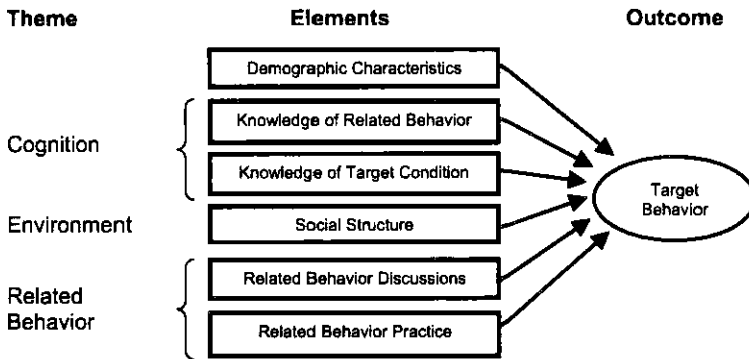 Theme Elements Outcome
Demographic Characteristics
Cognition
Knowledge of Related Behavior
Knowledge of Target Condition
Environment
Social Structure
Related
Behavior
Related Behavior Discussions
Related Behavior Practice
Target
Behavior